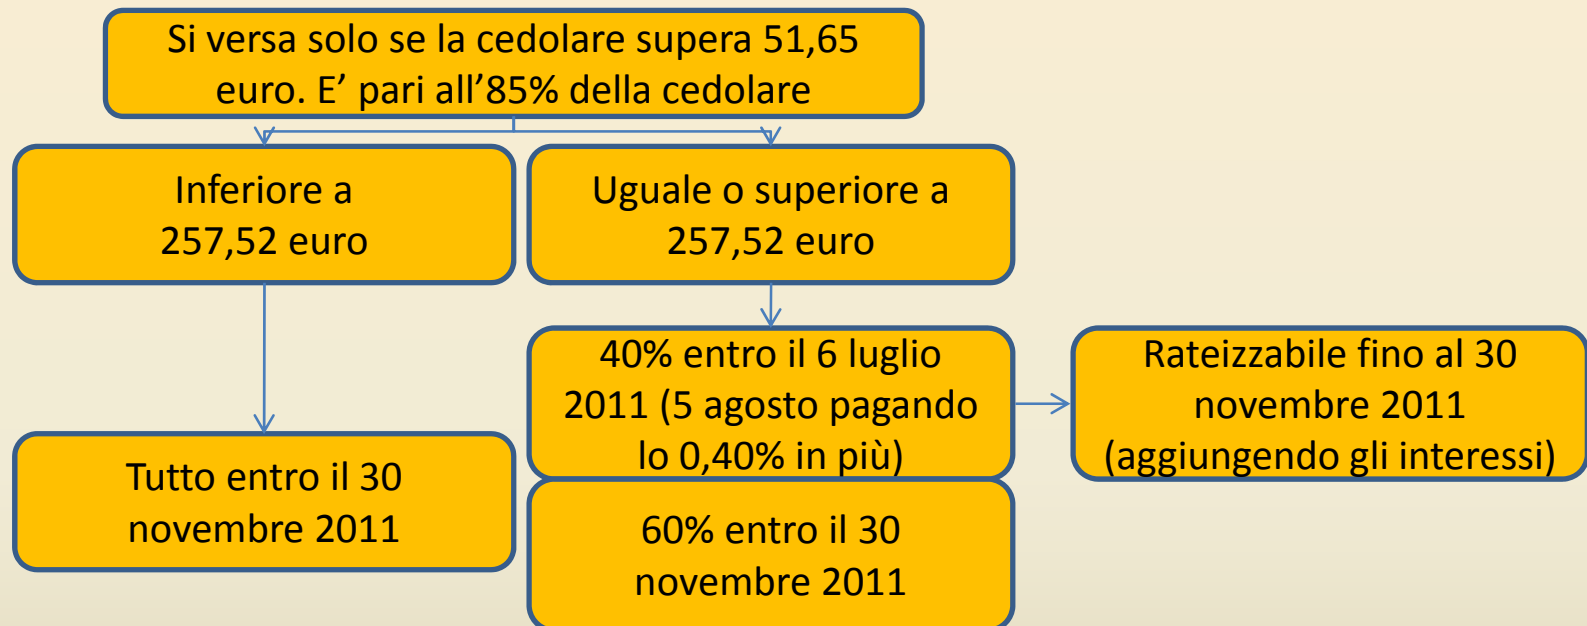 Si versa solo se la cedolare supera 51,65
euro. E’ pari all’85% della cedolare
Inferiore a
257,52 euro
Uguale o superiore a
257,52 euro
40% entro il 6 luglio
2011 (5 agosto pagando
lo 0,40% in più)
Rateizzabile fino al 30
novembre 2011
(aggiungendo gli interessi)
Tutto entro il 30
novembre 2011
60% entro il 30
novembre 2011